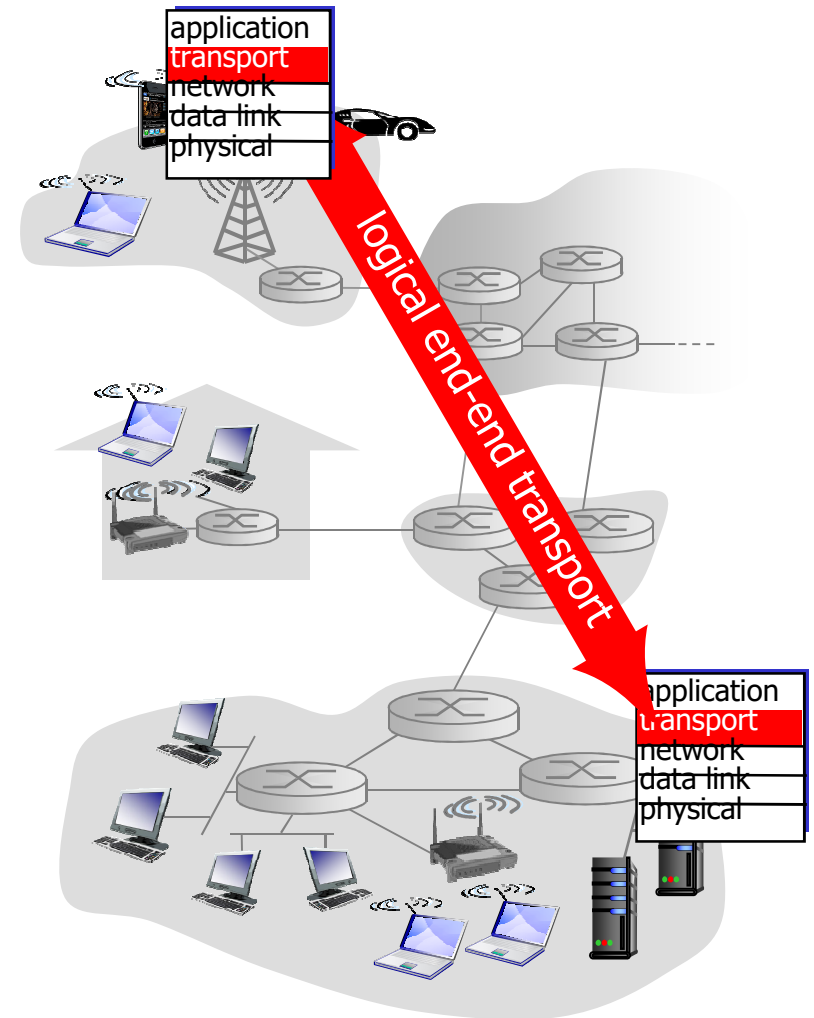 application
transport
network
data link
physical
logical end-end transport
application
transport
network
data link
physical